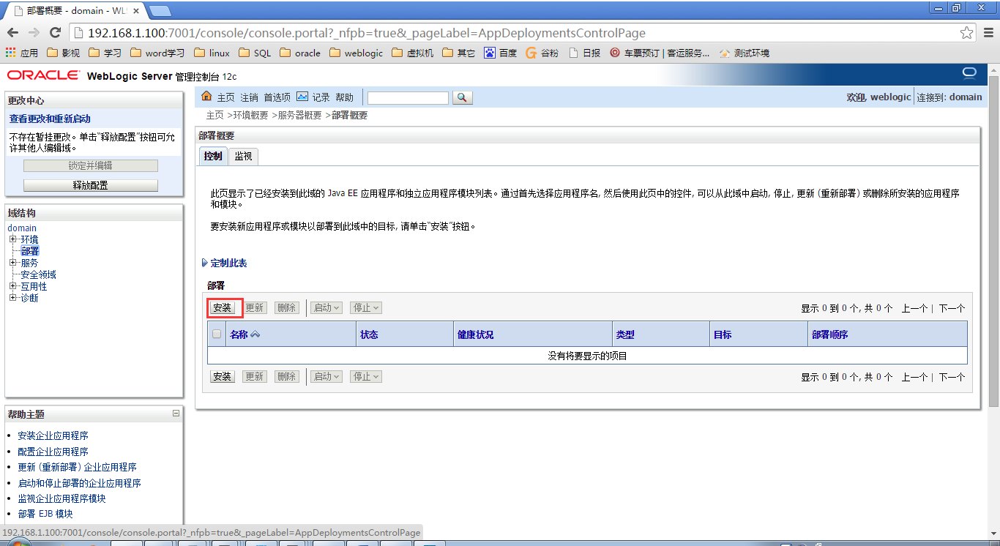 部署概要 - domain - WLS
192.168.1.100:7001/console/console.portal?_nfpb=true&_pageLabel=AppDeploymentsControlPage
应用 影视 学习 word学习 linux SQL oracle weblogic 虚拟机 其它 百度 谷粉 日报 车票预订 | 客运服务... 测试环境
ORACLE WebLogic Server 管理控制台 12c
更改中心
查看更改和重新启动
不存在暂挂更改。单击“释放配置”按钮可允
许其他人编辑域。
锁定并编辑
释放配置
域结构
domain
环境
部署
服务
安全领域
互用性
诊断
帮助主题
安装企业应用程序
配置企业应用程序
更新 (重新部署) 企业应用程序
启动和停止部署的企业应用程序
监视企业应用程序模块
部署 EJB 模块
主页 注销 首选项 记录 帮助
欢迎, weblogic 连接到: domain
主页 >环境概要 >服务器概要 >部署概要
部署概要
控制 监视
此页显示了已经安装到此域的 Java EE 应用程序和独立应用程序模块列表。通过首先选择应用程序名, 然后使用此页中的控件, 可以从此域中启动, 停止, 更新 (重新部署) 或删除所安装的应用程序
和模块。
要安装新应用程序或模块以部署到此域中的目标, 请单击“安装”按钮。
定制此表
部署
安装 更新 删除 启动 停止 显示 0 到 0 个, 共 0 个 上一个 | 下一个
名称 状态 健康状况 类型 目标 部署顺序
没有将要显示的项目
安装 更新 删除 启动 停止 显示 0 到 0 个, 共 0 个 上一个 | 下一个
192.168.1.100:7001/console/console.portal?_nfpb=true&_pageLabel=AppDeploymentsControlPage